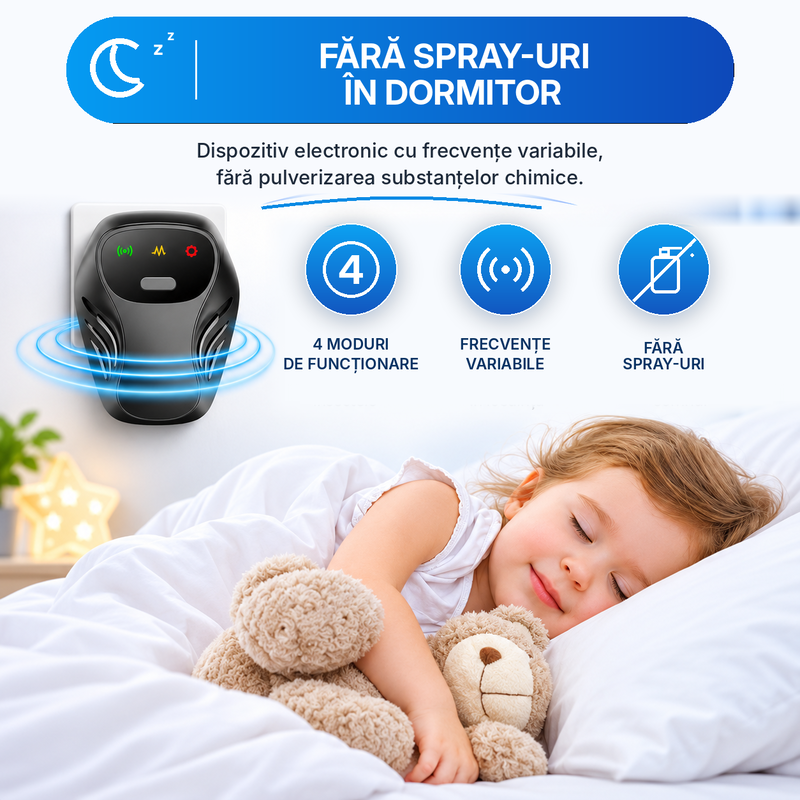 z z
FĂRĂ SPRAY-URI
ÎN DORMITOR
Dispozitiv electronic cu frecvențe variabile,
fără pulverizarea substanțelor chimice.
4
4 MODURI
DE FUNCȚIONARE
FRECVENȚE
VARIABILE
FĂRĂ
SPRAY-URI